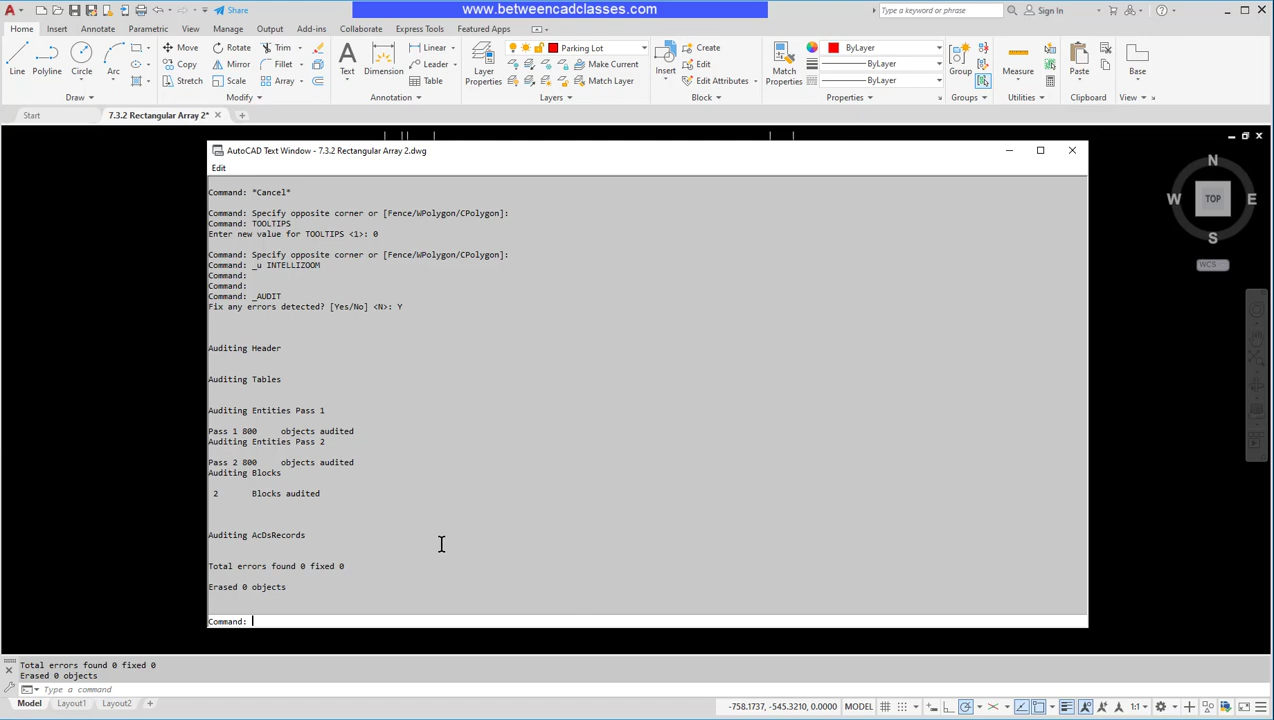 Share
www.betweencadclasses.com
Type a keyword or phrase
Sign In
Home Insert Annotate Parametric View Manage Output Add-ins Collaborate Express Tools Featured Apps
Line Polyline Circle Arc
Move Rotate Trim
Copy Mirror Fillet
Stretch Scale Array
Text Dimension
Linear
Leader
Table
Layer Properties
Parking Lot
Make Current
Match Layer
Insert
Create
Edit
Edit Attributes
Match Properties
ByLayer
ByLayer
ByLayer
Group Measure Paste Base
Draw Modify Annotation Layers Block Properties Groups Utilities Clipboard View
Start 7.3.2 Rectangular Array 2*
AutoCAD Text Window - 7.3.2 Rectangular Array 2.dwg
Edit
Command: *Cancel*
Command: Specify opposite corner or [Fence/WPolygon/CPolygon]:
Command: TOOLTIPS
Enter new value for TOOLTIPS <1>: 0
Command: Specify opposite corner or [Fence/WPolygon/CPolygon]:
Command: _u INTELLIZOOM
Command:
Command:
Command: _AUDIT
Fix any errors detected? [Yes/No] <N>: Y
Auditing Header
Auditing Tables
Auditing Entities Pass 1
Pass 1 800 objects audited
Auditing Entities Pass 2
Pass 2 800 objects audited
Auditing Blocks
2 Blocks audited
Auditing AcDsRecords
Total errors found 0 fixed 0
Erased 0 objects
Command:
N
W TOP E
S
WCS
Total errors found 0 fixed 0
Erased 0 objects
Type a command
Model Layout1 Layout2
-758.1737, -545.3210, 0.0000 MODEL 1:1